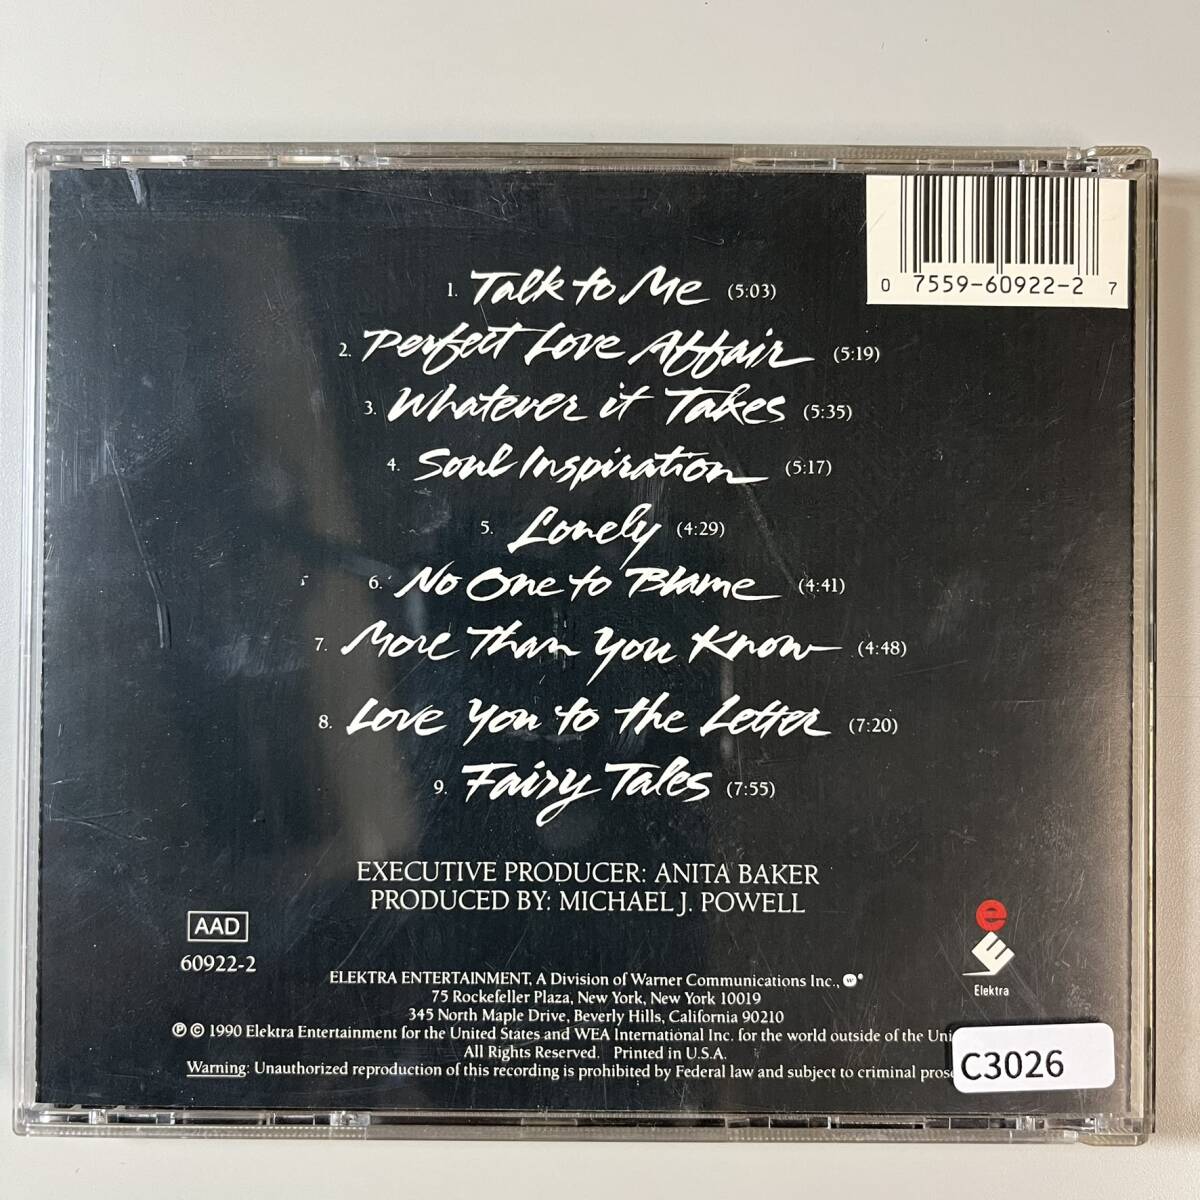 0 7559-60922-2 7
1. Talk to Me (5:03)
2. Perfect Love Affair (5:19)
3. Whatever it Takes (5:35)
4. Soul Inspiration (5:17)
5. Lonely (4:29)
6. No One to Blame (4:41)
7. More Than You Know (4:48)
8. Love You to the Letter (7:20)
9. Fairy Tales (7:55)
EXECUTIVE PRODUCER: ANITA BAKER
PRODUCED BY: MICHAEL J. POWELL
AAD
60922-2
e
Elektra
ELEKTRA ENTERTAINMENT, A Division of Warner Communications Inc.,
75 Rockefeller Plaza, New York, New York 10019
345 North Maple Drive, Beverly Hills, California 90210
℗ © 1990 Elektra Entertainment for the United States and WEA International Inc. for the world outside of the
All Rights Reserved. Printed in U.S.A.
Warning: Unauthorized reproduction of this recording is prohibited by Federal law and subject to criminal
C3026